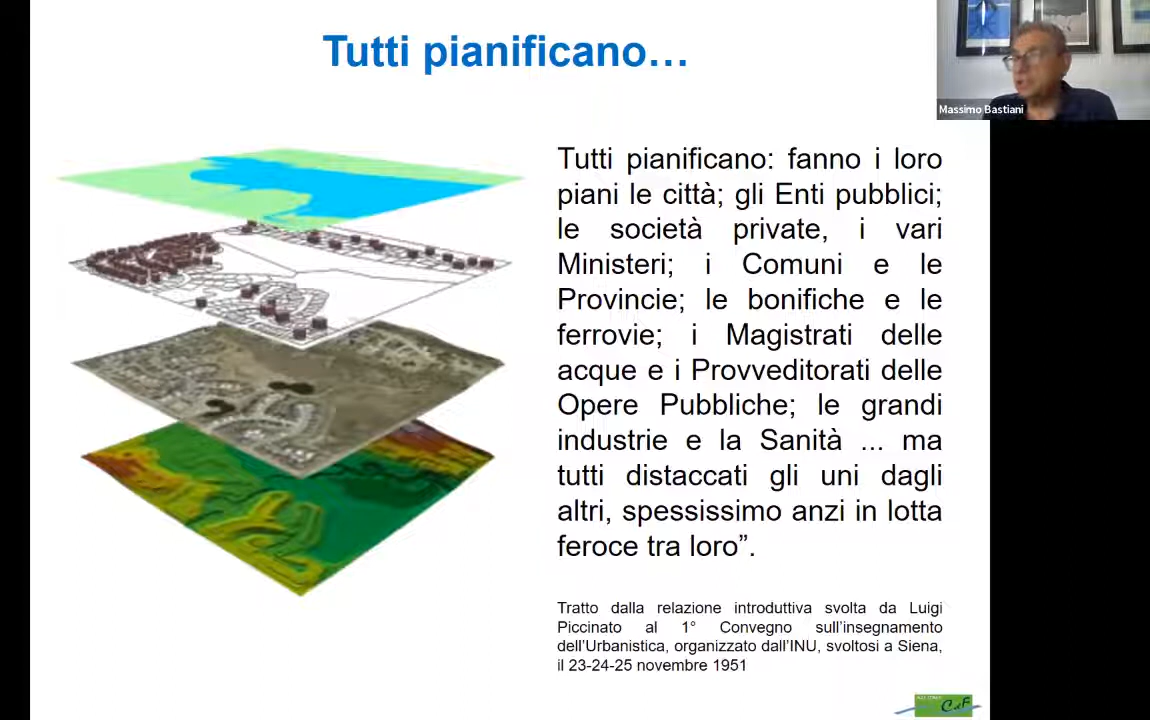 Tutti pianificano…
Massimo Bastiani
Tutti pianificano: fanno i loro
piani le città; gli Enti pubblici;
le società private, i vari
Ministeri; i Comuni e le
Provincie; le bonifiche e le
ferrovie; i Magistrati delle
acque e i Provveditorati delle
Opere Pubbliche; le grandi
industrie e la Sanità ... ma
tutti distaccati gli uni dagli
altri, spessissimo anzi in lotta
feroce tra loro”.
Tratto dalla relazione introduttiva svolta da Luigi
Piccinato al 1° Convegno sull'insegnamento
dell'Urbanistica, organizzato dall'INU, svoltosi a Siena,
il 23-24-25 novembre 1951
CdF